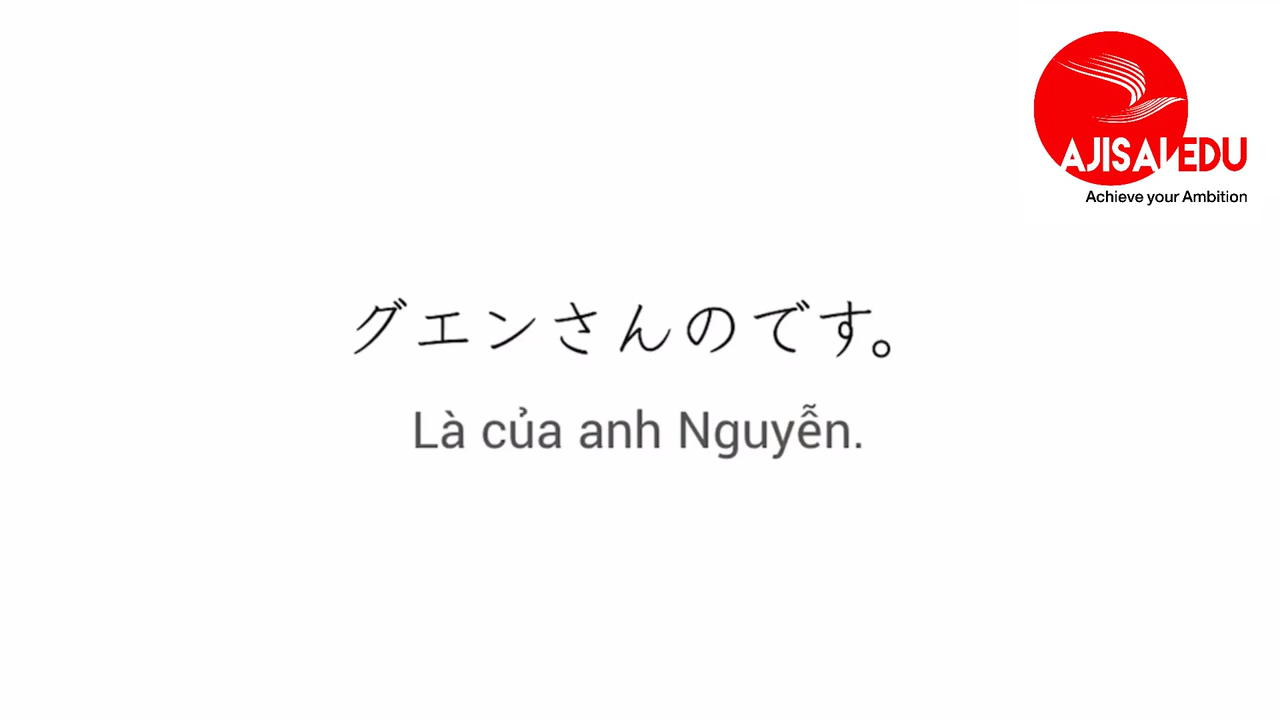 AJISAI EDU
Achieve your Ambition
グエンさんのです。
Là của anh Nguyễn.